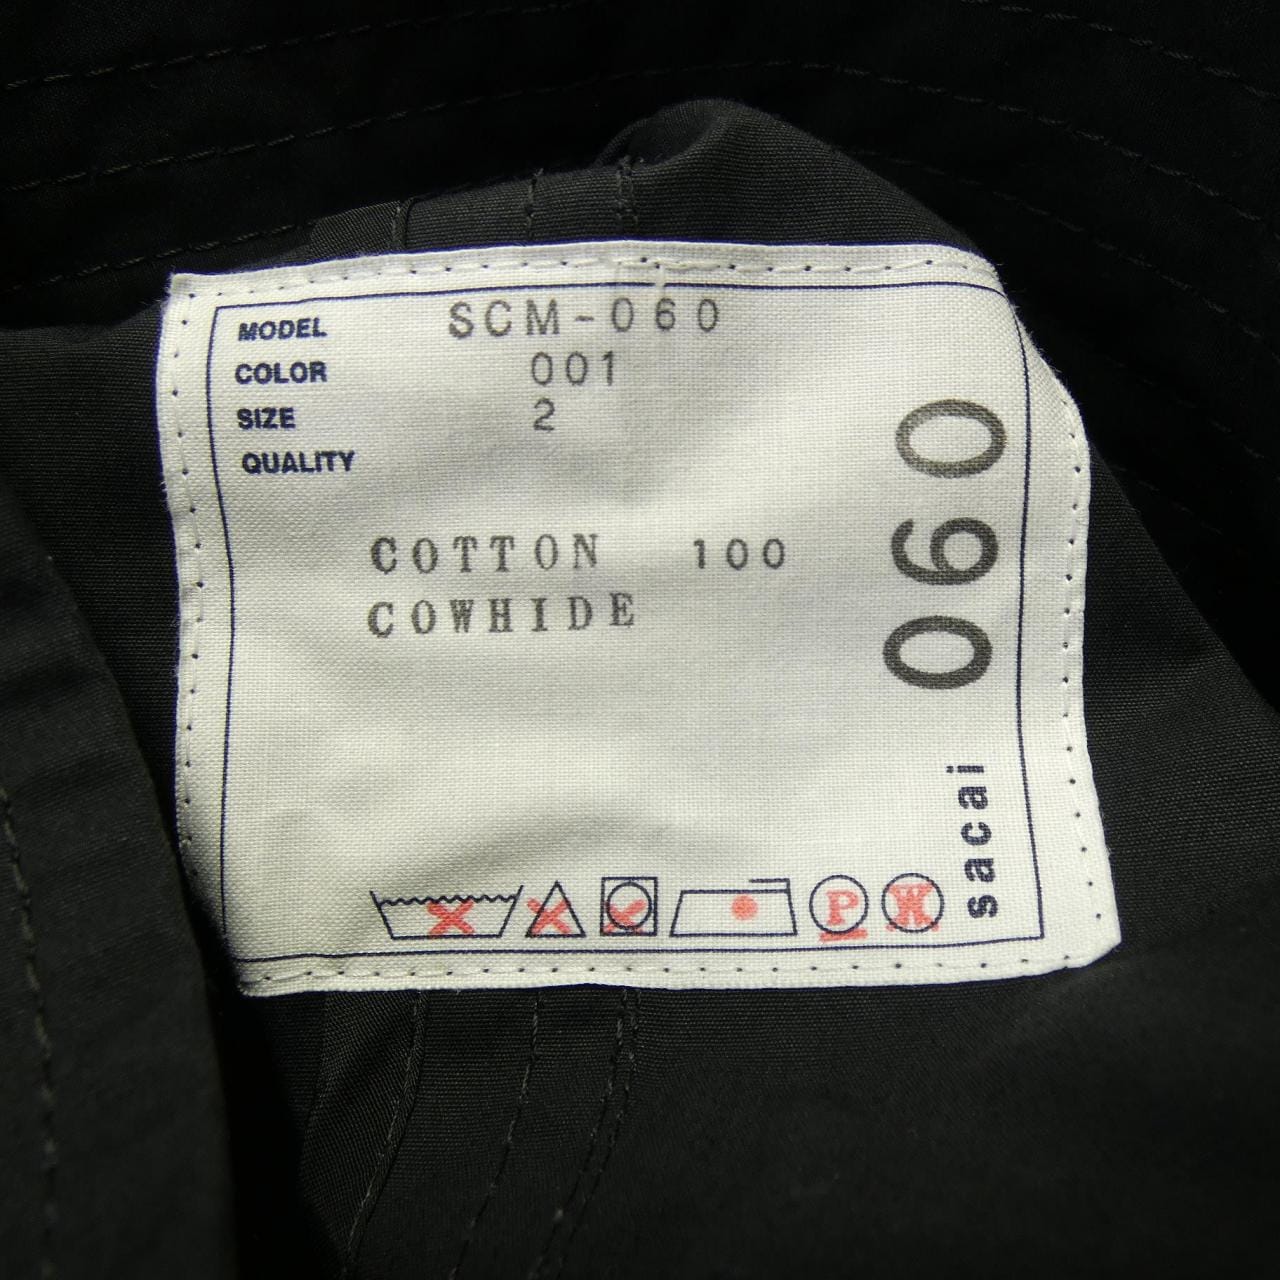 MODEL SCM-060
COLOR 001
SIZE 2
QUALITY
COTTON 100
COWHIDE
060
sacai
P
W